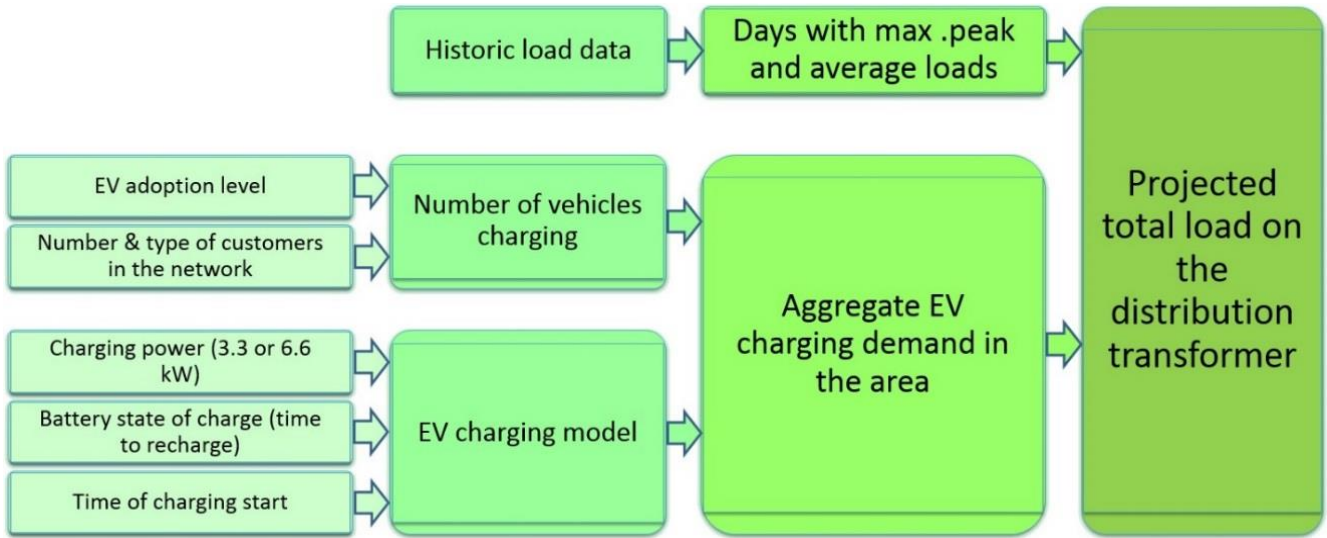 Historic load data
Days with max .peak
and average loads
EV adoption level
Number & type of customers
in the network
Number of vehicles
charging
Charging power (3.3 or 6.6
kW)
Battery state of charge (time
to recharge)
Time of charging start
EV charging model
Aggregate EV
charging demand in
the area
Projected
total load on
the
distribution
transformer